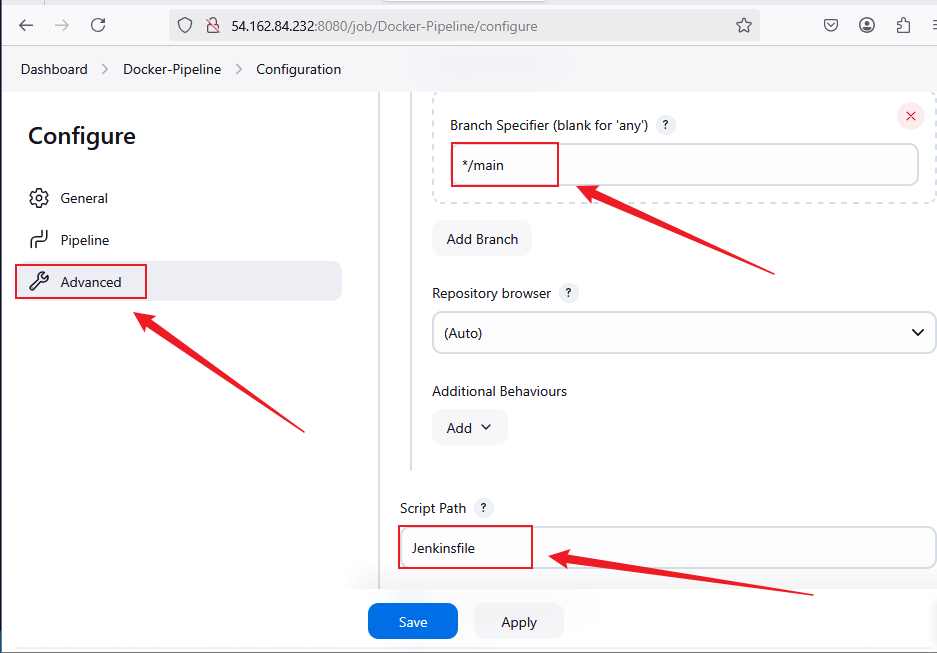 54.162.84.232:8080/job/Docker-Pipeline/configure
Dashboard > Docker-Pipeline > Configuration
Configure
General
Pipeline
Advanced
Branch Specifier (blank for 'any') ?
*/main
Add Branch
Repository browser ?
(Auto)
Additional Behaviours
Add
Script Path ?
Jenkinsfile
Save
Apply